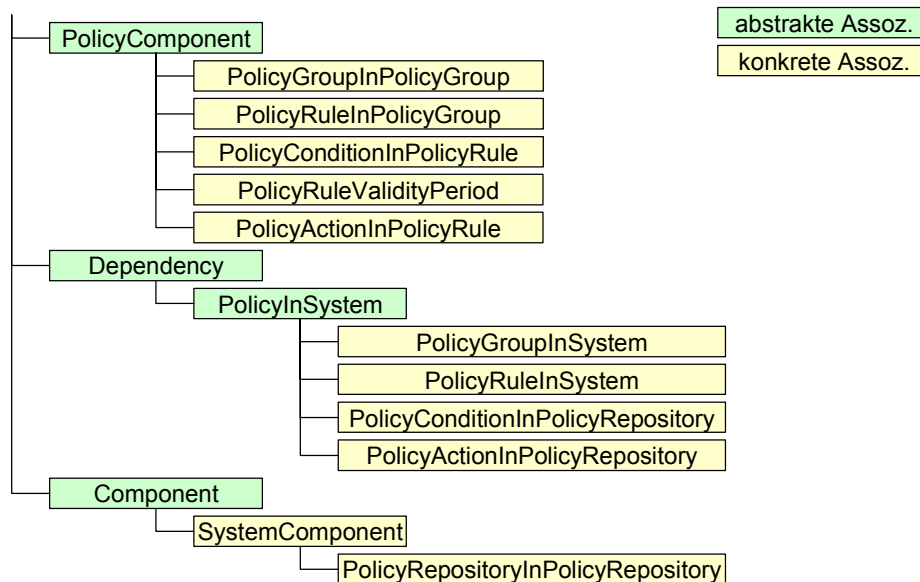 PolicyComponent
abstrakte Assoz.
konkrete Assoz.
PolicyGroupInPolicyGroup
PolicyRuleInPolicyGroup
PolicyConditionInPolicyRule
PolicyRuleValidityPeriod
PolicyActionInPolicyRule
Dependency
PolicyInSystem
PolicyGroupInSystem
PolicyRuleInSystem
PolicyConditionInPolicyRepository
PolicyActionInPolicyRepository
Component
SystemComponent
PolicyRepositoryInPolicyRepository